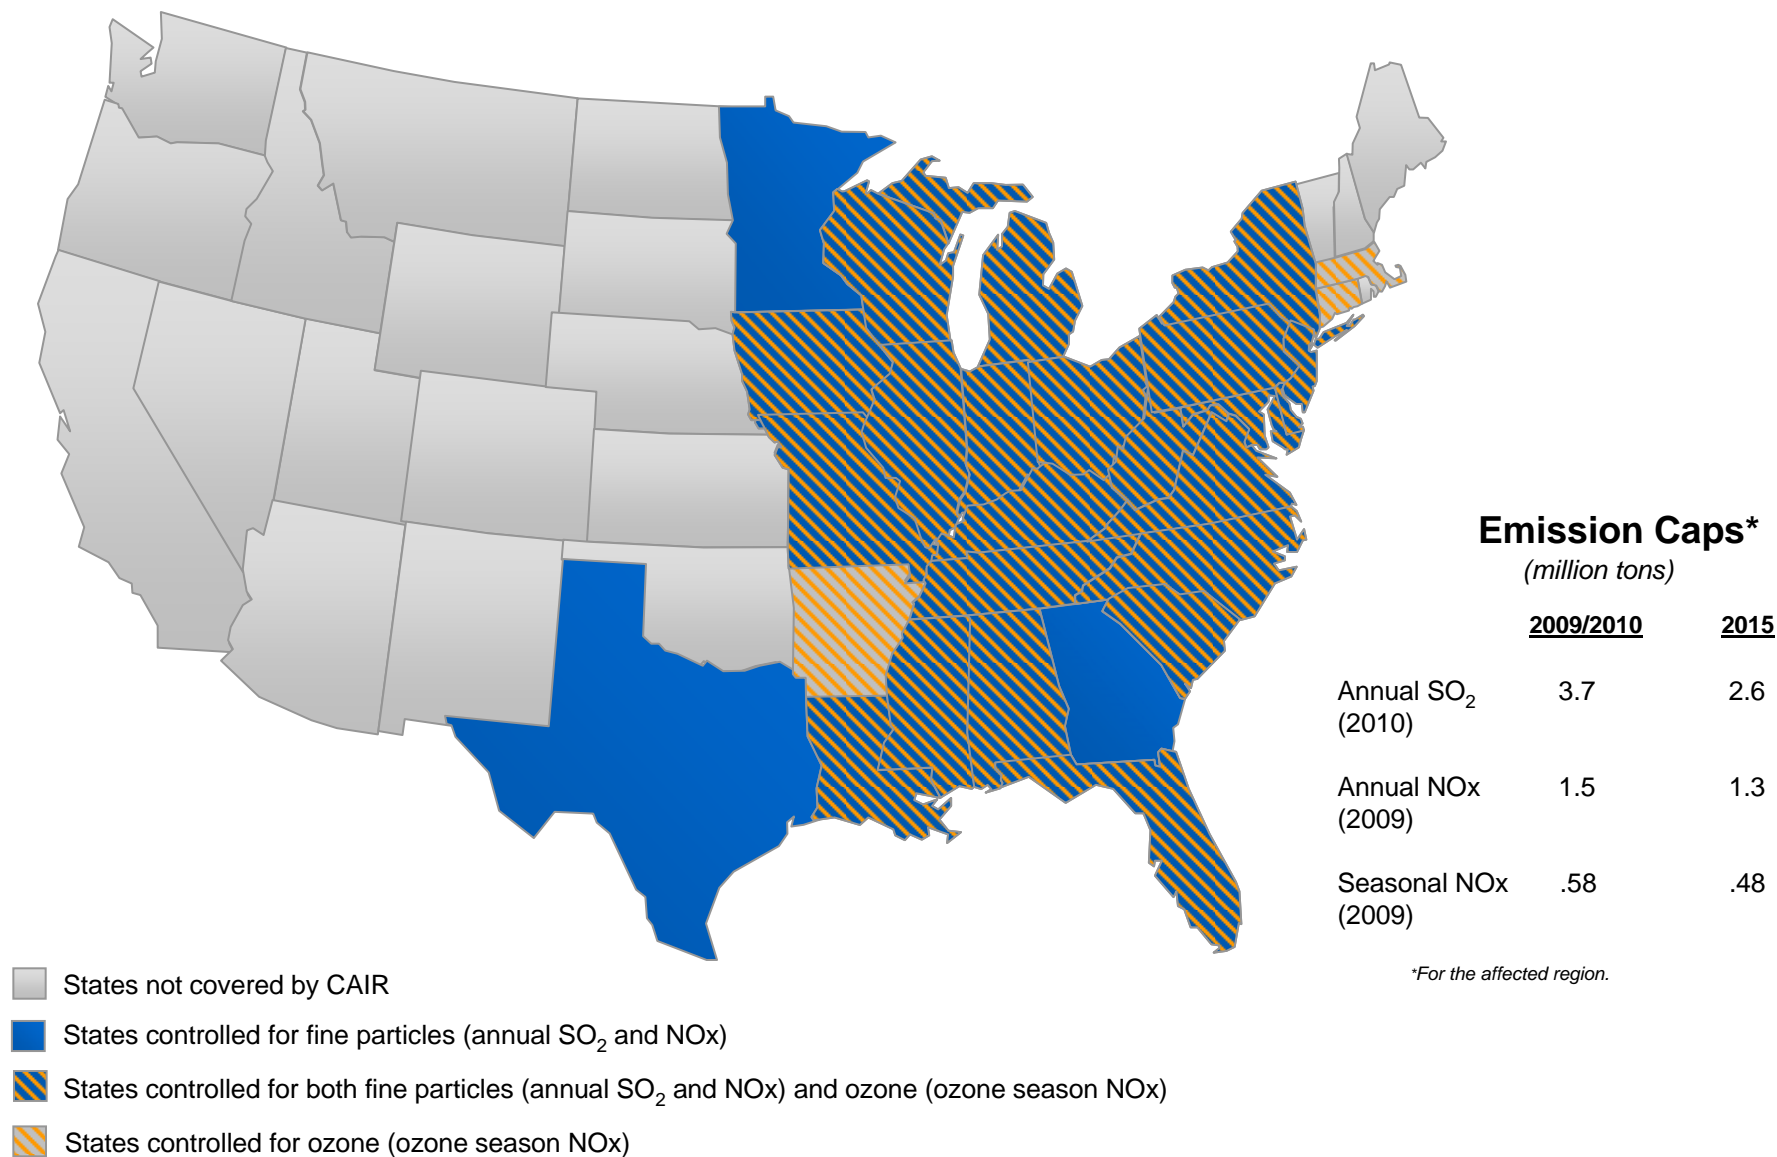 Emission Caps*
(million tons)
2009/2010 2015
Annual SO2 3.7 2.6
(2010)
Annual NOx 1.5 1.3
(2009)
Seasonal NOx .58 .48
(2009)
*For the affected region.
States not covered by CAIR
States controlled for fine particles (annual SO2 and NOx)
States controlled for both fine particles (annual SO2 and NOx) and ozone (ozone season NOx)
States controlled for ozone (ozone season NOx)